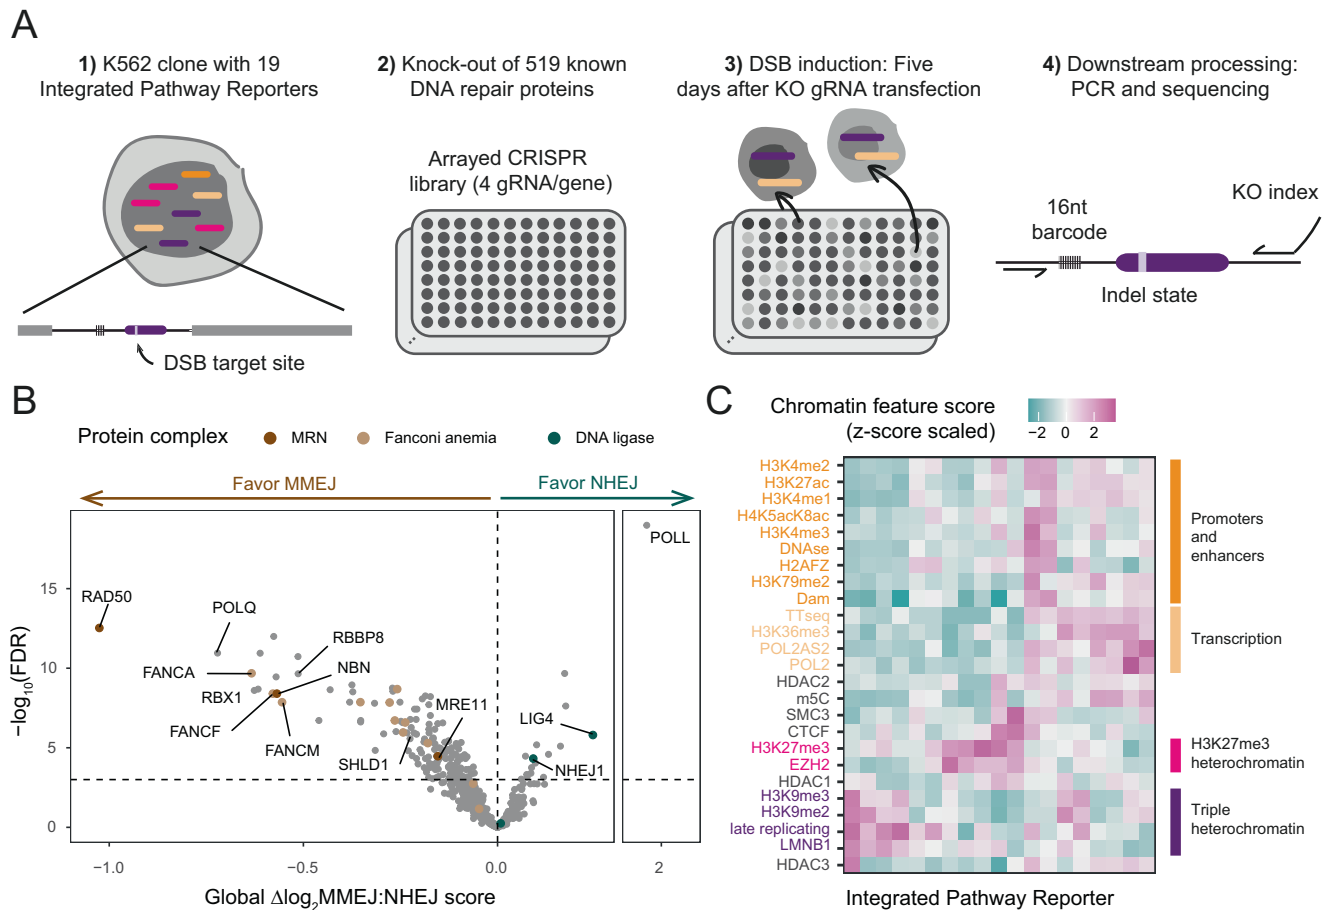 A
1) K562 clone with 19
Integrated Pathway Reporters
2) Knock-out of 519 known
DNA repair proteins
3) DSB induction: Five
days after KO gRNA transfection
4) Downstream processing:
PCR and sequencing
Arrayed CRISPR
library (4 gRNA/gene)
16nt
barcode
KO index
Indel state
DSB target site
B
Protein complex
MRN
Fanconi anemia
DNA ligase
Favor MMEJ
Favor NHEJ
POLL
RAD50
POLQ
RBBP8
FANCA
NBN
RBX1
FANCF
FANCM
MRE11
SHLD1
LIG4
NHEJ1
15
10
5
0
−log10(FDR)
−1.0
−0.5
0.0
2
Global Δlog2MMEJ:NHEJ score
C
Chromatin feature score
(z-score scaled)
−2 0 2
H3K4me2
H3K27ac
H3K4me1
H4K5acK8ac
H3K4me3
DNAse
H2AFZ
H3K79me2
Dam
TTseq
H3K36me3
POL2AS2
POL2
HDAC2
m5C
SMC3
CTCF
H3K27me3
EZH2
HDAC1
H3K9me3
H3K9me2
late replicating
LMNB1
HDAC3
Promoters
and
enhancers
Transcription
H3K27me3
heterochromatin
Triple
heterochromatin
Integrated Pathway Reporter